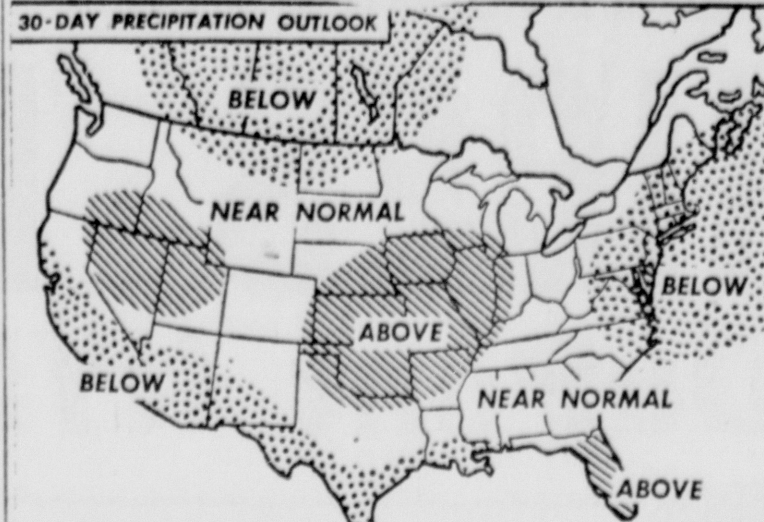 30-DAY PRECIPITATION OUTLOOK
BELOW
NEAR NORMAL
BELOW
ABOVE
BELOW
NEAR NORMAL
ABOVE